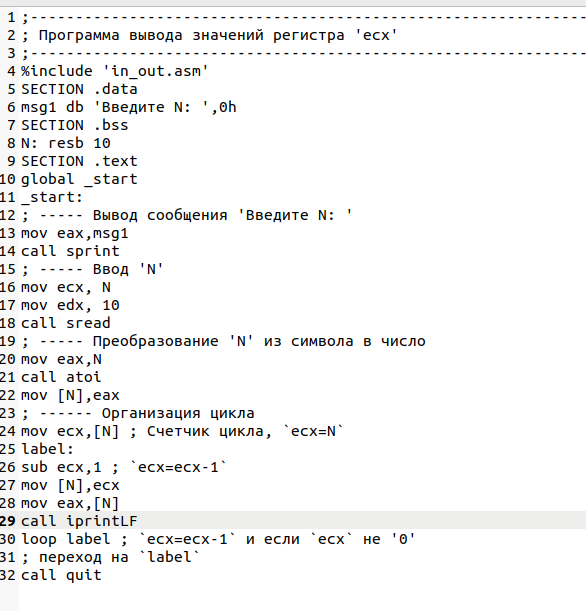 1 ;---------------------------------------------------------------
2 ; Программа вывода значений регистра 'ecx'
3 ;---------------------------------------------------------------
4 %include 'in_out.asm'
5 SECTION .data
6 msg1 db 'Введите N: ',0h
7 SECTION .bss
8 N: resb 10
9 SECTION .text
10 global _start
11 _start:
12 ; ----- Вывод сообщения 'Введите N: '
13 mov eax,msg1
14 call sprint
15 ; ----- Ввод 'N'
16 mov ecx, N
17 mov edx, 10
18 call sread
19 ; ----- Преобразование 'N' из символа в число
20 mov eax,N
21 call atoi
22 mov [N],eax
23 ; ------ Организация цикла
24 mov ecx,[N] ; Счетчик цикла, `ecx=N`
25 label:
26 sub ecx,1 ; `ecx=ecx-1`
27 mov [N],ecx
28 mov eax,[N]
29 call iprintLF
30 loop label ; `ecx=ecx-1` и если `ecx` не '0'
31 ; переход на `label`
32 call quit